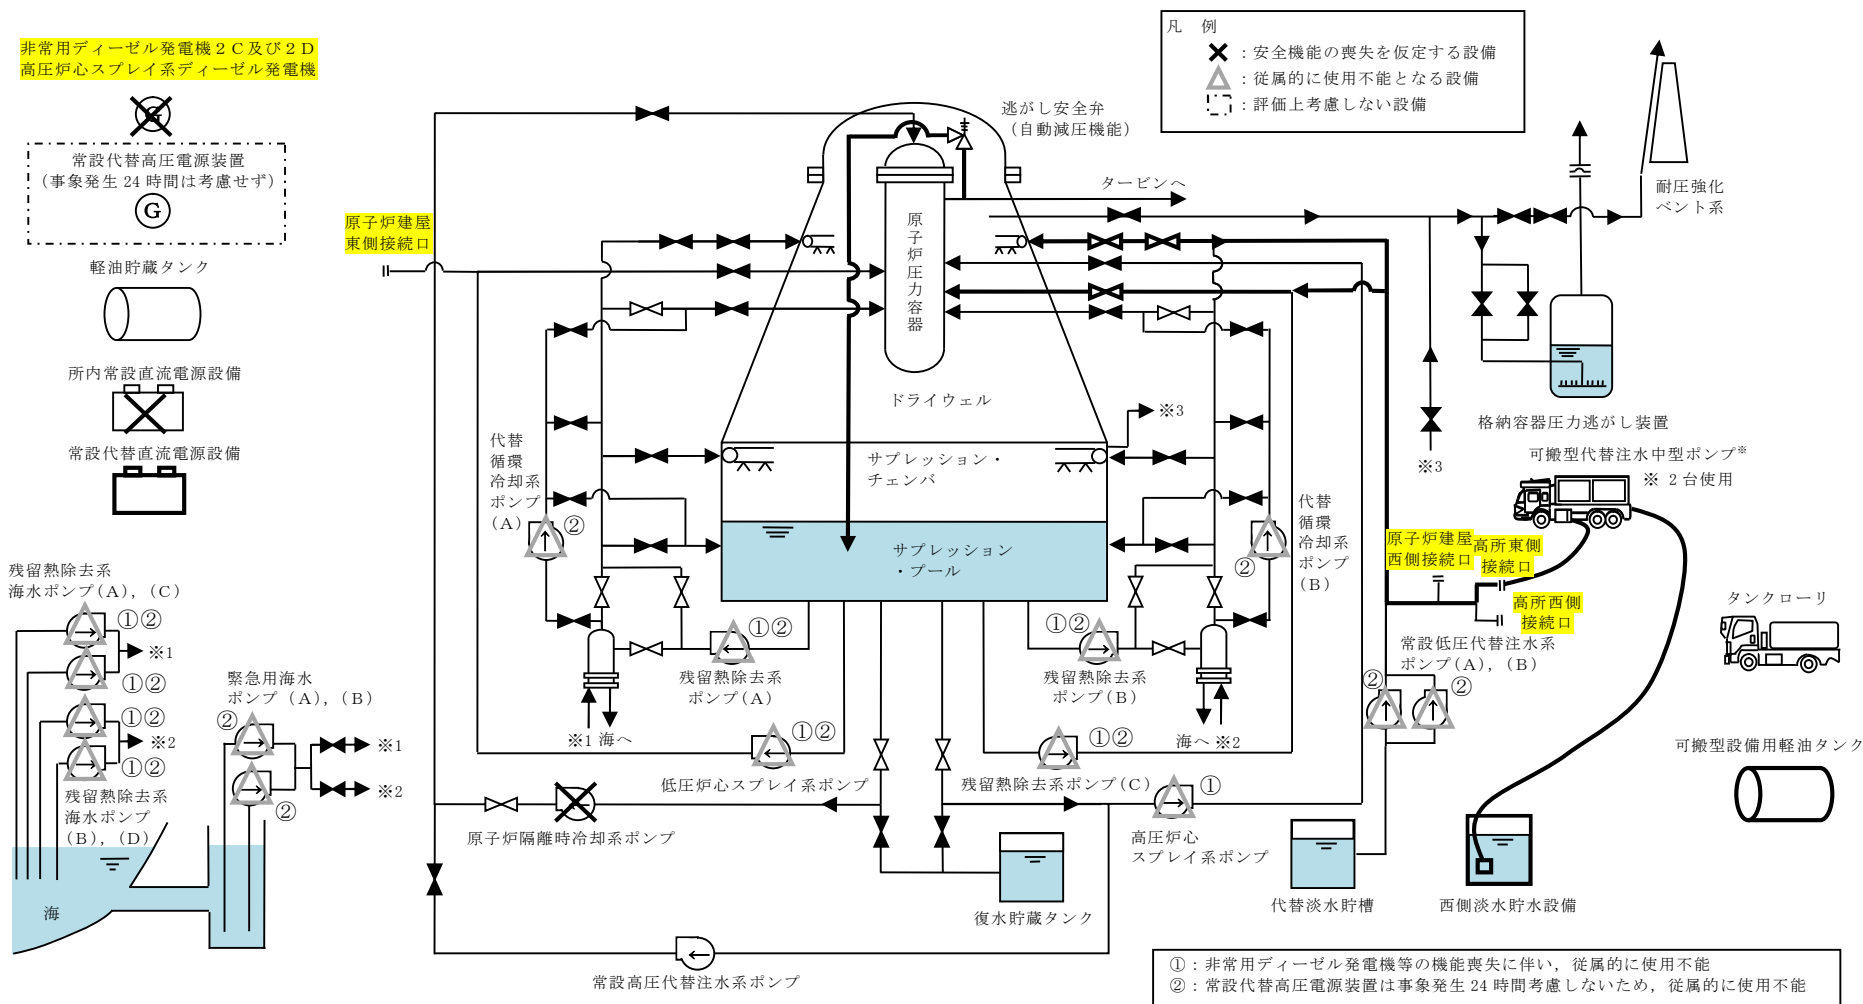 非常用ディーゼル発電機２C及び２D
高圧炉心スプレイ系ディーゼル発電機
G
常設代替高圧電源装置
（事象発生 24 時間は考慮せず）
G
軽油貯蔵タンク
所内常設直流電源設備
常設代替直流電源設備
凡　例
：安全機能の喪失を仮定する設備
：従属的に使用不能となる設備
：評価上考慮しない設備
逃がし安全弁
（自動減圧機能）
タービンへ
原子炉建屋
東側接続口
原子炉圧力容器
耐圧強化
ベント系
ドライウェル
※3
格納容器圧力逃がし装置
※3
可搬型代替注水中型ポンプ※
※ 2 台使用
代替
循環
冷却系
ポンプ
（A）
②
サプレッション・
チェンバ
サプレッション
・プール
代替
循環
冷却系
ポンプ
（B）
②
原子炉建屋
西側接続口
高所東側
接続口
高所西側
接続口
タンクローリ
残留熱除去系
海水ポンプ(A)，(C)
①②
※1
①②
①②
※2
①②
残留熱除去系
海水ポンプ
(B)，(D)
海
緊急用海水
ポンプ（A)，(B)
②
※1
※2
②
①②
残留熱除去系
ポンプ(A)
①②
残留熱除去系
ポンプ(B)
※1 海へ
海へ ※2
①②
低圧炉心スプレイ系ポンプ
①②
残留熱除去系ポンプ(C)
原子炉隔離時冷却系ポンプ
①
高圧炉心
スプレイ系ポンプ
常設低圧代替注水系
ポンプ(A)，(B)
②
②
可搬型設備用軽油タンク
復水貯蔵タンク
代替淡水貯槽
西側淡水貯水設備
常設高圧代替注水系ポンプ
①：非常用ディーゼル発電機等の機能喪失に伴い，従属的に使用不能
②：常設代替高圧電源装置は事象発生 24 時間考慮しないため，従属的に使用不能